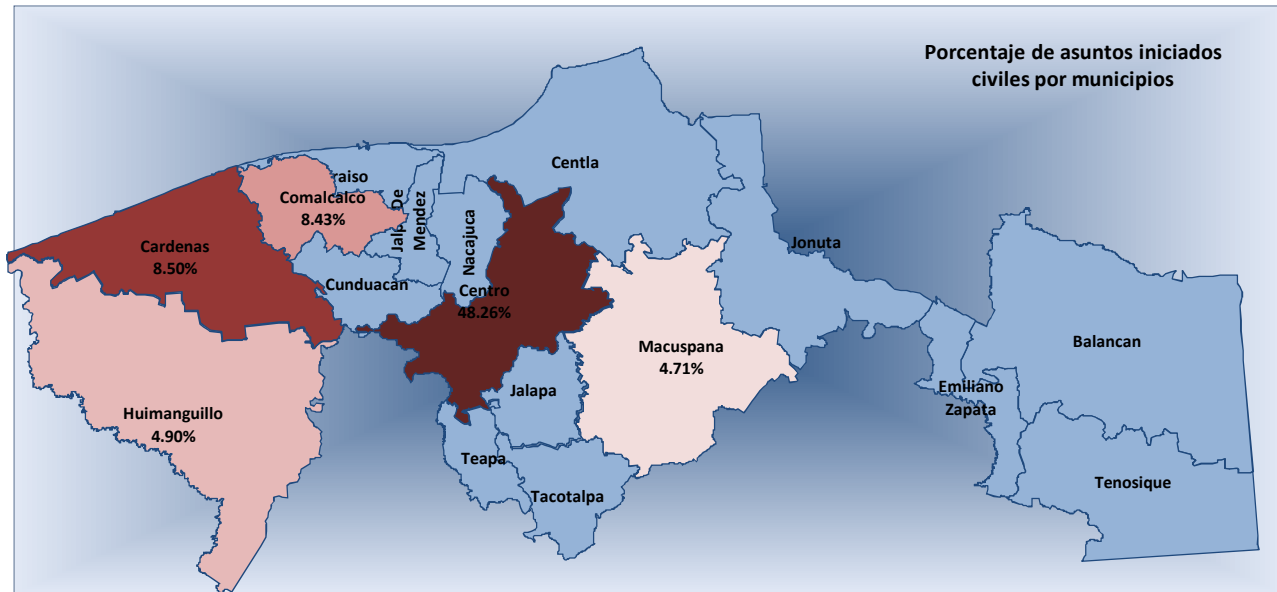 Porcentaje de asuntos iniciados
civiles por municipios
Centla
raiso
Comalcalco
8.43%
Jalp De
Mendez
Nacajuca
Cardenas
8.50%
Jonuta
Cunduacan
Centro
48.26%
Macuspana
4.71%
Balancan
Jalapa
Emiliano
Zapata
Huimanguillo
4.90%
Teapa
Tacotalpa
Tenosique